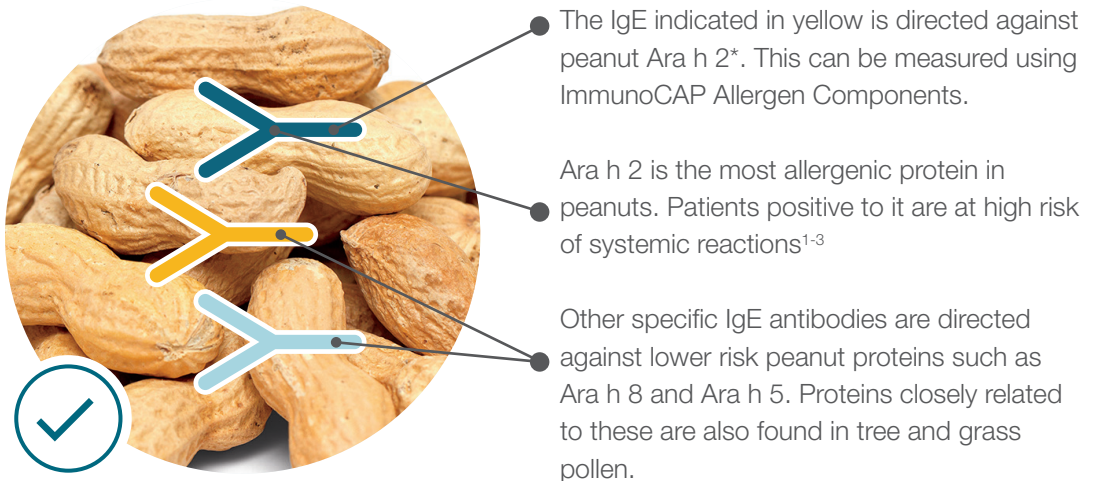 The IgE indicated in yellow is directed against
peanut Ara h 2*. This can be measured using
ImmunoCAP Allergen Components.
Ara h 2 is the most allergenic protein in
peanuts. Patients positive to it are at high risk
of systemic reactions1-3
Other specific IgE antibodies are directed
against lower risk peanut proteins such as
Ara h 8 and Ara h 5. Proteins closely related
to these are also found in tree and grass
pollen.